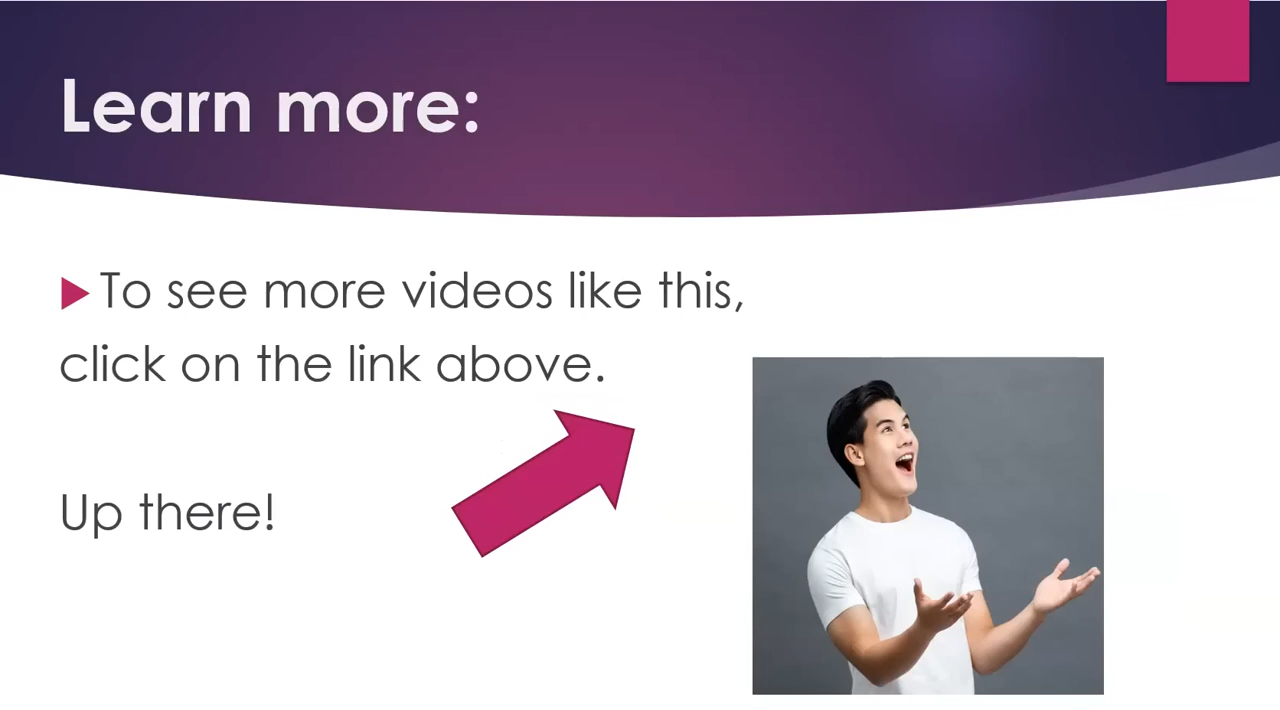 Learn more:
To see more videos like this,
click on the link above.
Up there!